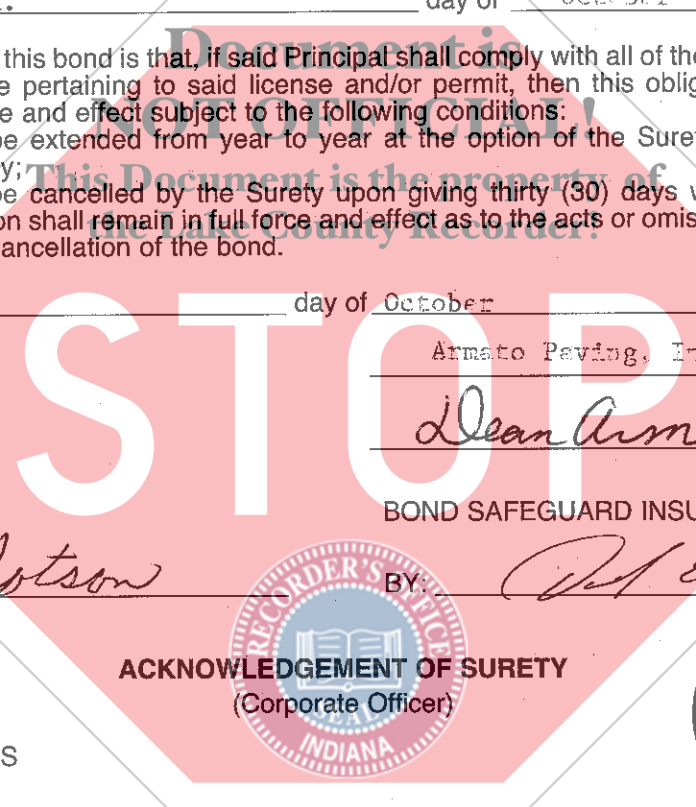 day of
this bond is that, if said Principal shall comply with all of the
e pertaining to said license and/or permit, then this oblig
e and effect subject to the following conditions:
be extended from year to year at the option of the Suret
y;
be cancelled by the Surety upon giving thirty (30) days w
on shall remain in full force and effect as to the acts or omis
ancellation of the bond.
Document is
NOT OFFICIAL!
This Document is the property of
the Lake County Recorder!
day of October
Armato Paving, In
STOP
Dean Arm
BOND SAFEGUARD INSU
otson
BY:
RECORDER'S OFFICE
SEAL
INDIANA
ACKNOWLEDGEMENT OF SURETY
(Corporate Officer)
S